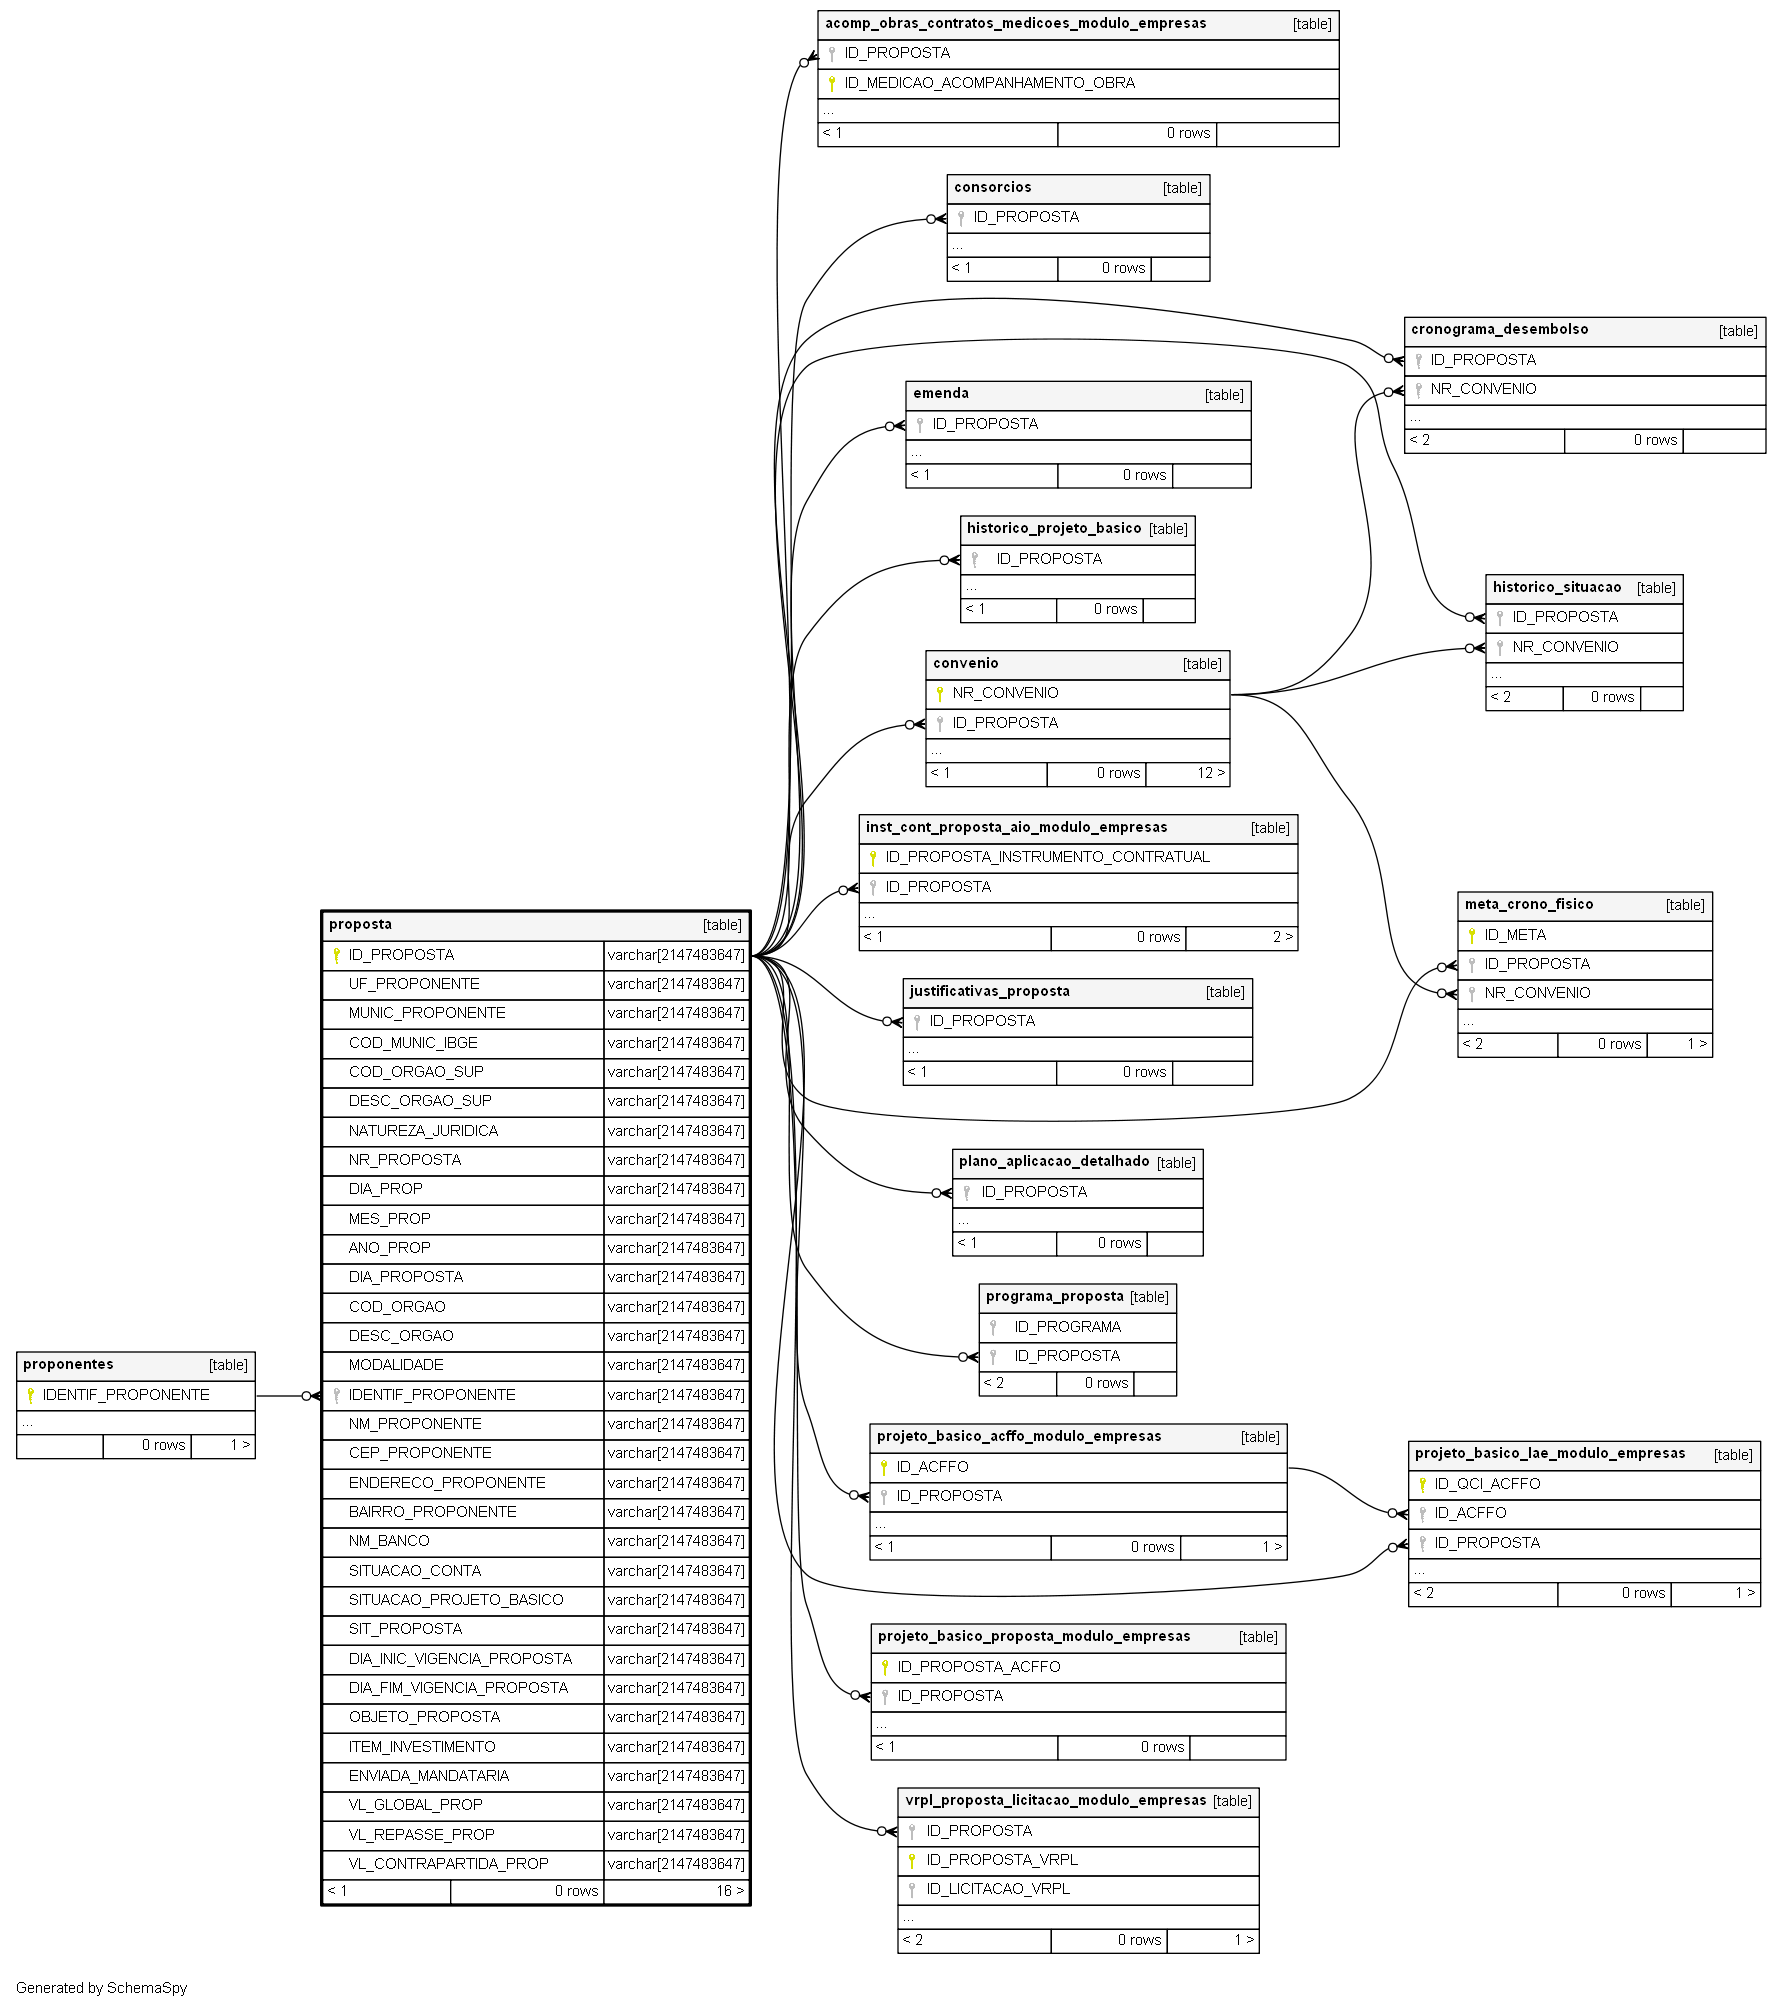 acomp_obras_contratos_medicoes_modulo_empresas [table]
ID_PROPOSTA
ID_MEDICAO_ACOMPANHAMENTO_OBRA
...
< 1 0 rows
consorcios [table]
ID_PROPOSTA
...
< 1 0 rows
cronograma_desembolso [table]
ID_PROPOSTA
NR_CONVENIO
...
< 2 0 rows
emenda [table]
ID_PROPOSTA
...
< 1 0 rows
historico_projeto_basico [table]
ID_PROPOSTA
...
< 1 0 rows
historico_situacao [table]
ID_PROPOSTA
NR_CONVENIO
...
< 2 0 rows
convenio [table]
NR_CONVENIO
ID_PROPOSTA
...
< 1 0 rows 12 >
inst_cont_proposta_aio_modulo_empresas [table]
ID_PROPOSTA_INSTRUMENTO_CONTRATUAL
ID_PROPOSTA
...
< 1 0 rows 2 >
meta_crono_fisico [table]
ID_META
ID_PROPOSTA
NR_CONVENIO
...
< 2 0 rows 1 >
justificativas_proposta [table]
ID_PROPOSTA
...
< 1 0 rows
plano_aplicacao_detalhado [table]
ID_PROPOSTA
...
< 1 0 rows
programa_proposta [table]
ID_PROGRAMA
ID_PROPOSTA
< 2 0 rows
projeto_basico_acffo_modulo_empresas [table]
ID_ACFFO
ID_PROPOSTA
...
< 1 0 rows 1 >
projeto_basico_lae_modulo_empresas [table]
ID_QCI_ACFFO
ID_ACFFO
ID_PROPOSTA
...
< 2 0 rows 1 >
projeto_basico_proposta_modulo_empresas [table]
ID_PROPOSTA_ACFFO
ID_PROPOSTA
...
< 1 0 rows
vrpl_proposta_licitacao_modulo_empresas [table]
ID_PROPOSTA
ID_PROPOSTA_VRPL
ID_LICITACAO_VRPL
...
< 2 0 rows 1 >
proposta [table]
ID_PROPOSTA varchar[2147483647]
UF_PROPONENTE varchar[2147483647]
MUNIC_PROPONENTE varchar[2147483647]
COD_MUNIC_IBGE varchar[2147483647]
COD_ORGAO_SUP varchar[2147483647]
DESC_ORGAO_SUP varchar[2147483647]
NATUREZA_JURIDICA varchar[2147483647]
NR_PROPOSTA varchar[2147483647]
DIA_PROP varchar[2147483647]
MES_PROP varchar[2147483647]
ANO_PROP varchar[2147483647]
DIA_PROPOSTA varchar[2147483647]
COD_ORGAO varchar[2147483647]
DESC_ORGAO varchar[2147483647]
MODALIDADE varchar[2147483647]
IDENTIF_PROPONENTE varchar[2147483647]
NM_PROPONENTE varchar[2147483647]
CEP_PROPONENTE varchar[2147483647]
ENDERECO_PROPONENTE varchar[2147483647]
BAIRRO_PROPONENTE varchar[2147483647]
NM_BANCO varchar[2147483647]
SITUACAO_CONTA varchar[2147483647]
SITUACAO_PROJETO_BASICO varchar[2147483647]
SIT_PROPOSTA varchar[2147483647]
DIA_INIC_VIGENCIA_PROPOSTA varchar[2147483647]
DIA_FIM_VIGENCIA_PROPOSTA varchar[2147483647]
OBJETO_PROPOSTA varchar[2147483647]
ITEM_INVESTIMENTO varchar[2147483647]
ENVIADA_MANDATARIA varchar[2147483647]
VL_GLOBAL_PROP varchar[2147483647]
VL_REPASSE_PROP varchar[2147483647]
VL_CONTRAPARTIDA_PROP varchar[2147483647]
< 1 0 rows 16 >
proponentes [table]
IDENTIF_PROPONENTE
...
0 rows 1 >
Generated by SchemaSpy